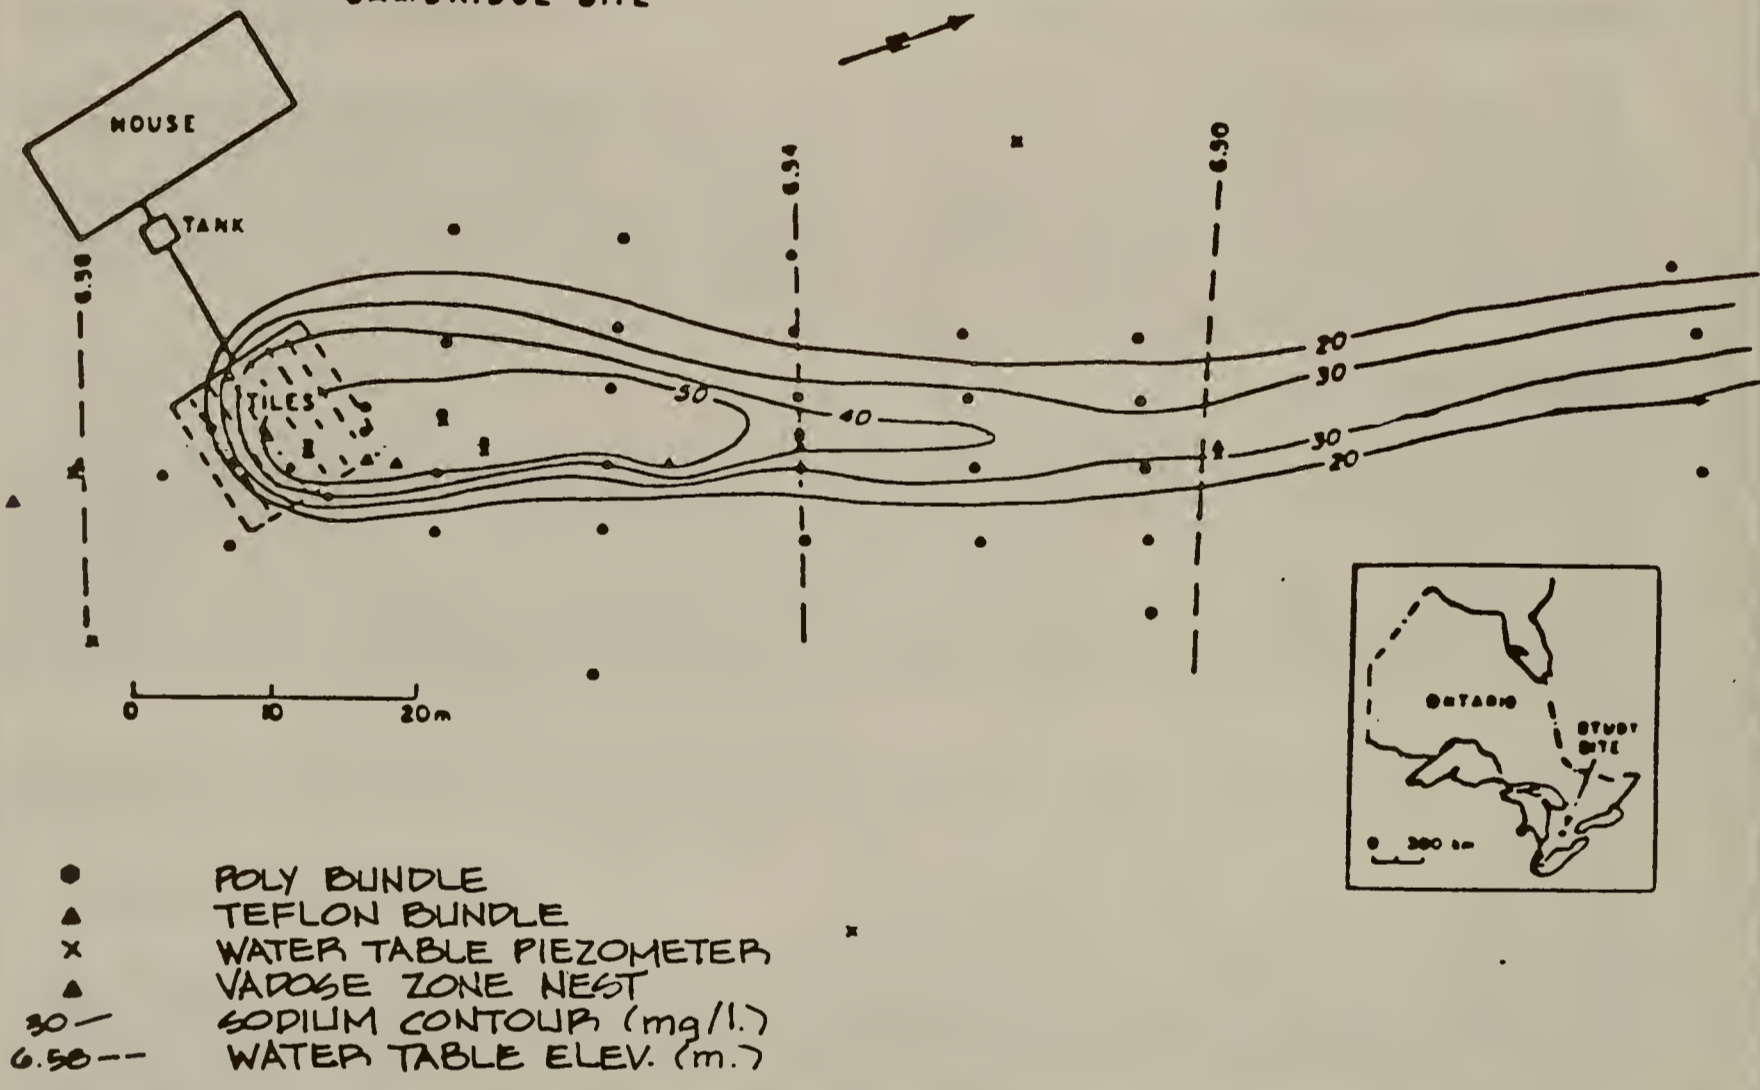 HOUSE
TANK
TILES
6.58
6.54
6.50
20
30
50
40
30
20
0 10 20m
ONTARIO
STUDY
SITE
POLY BUNDLE
TEFLON BUNDLE
WATER TABLE PIEZOMETER
VADOSE ZONE NEST
30— SODIUM CONTOUR (mg/l.)
6.58-- WATER TABLE ELEV. (m.)